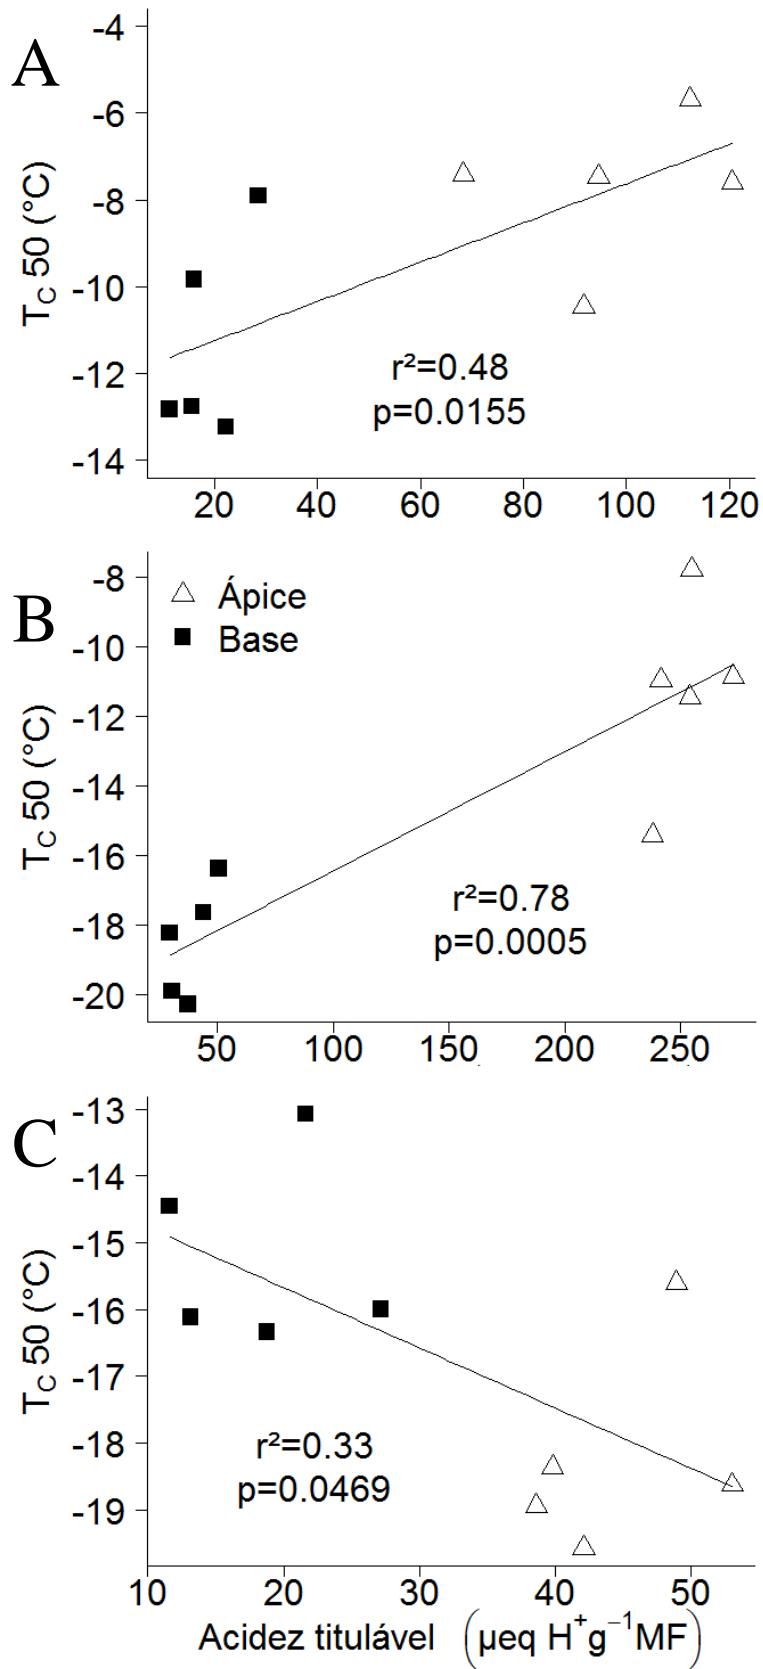 A
T_C 50 (°C)
-4
-6
-8
-10
-12
-14
r²=0.48
p=0.0155
20 40 60 80 100 120
B
T_C 50 (°C)
-8
-10
-12
-14
-16
-18
-20
Ápice
Base
r²=0.78
p=0.0005
50 100 150 200 250
C
T_C 50 (°C)
-13
-14
-15
-16
-17
-18
-19
r²=0.33
p=0.0469
10 20 30 40 50
Acidez titulável (µeq H⁺g⁻¹MF)